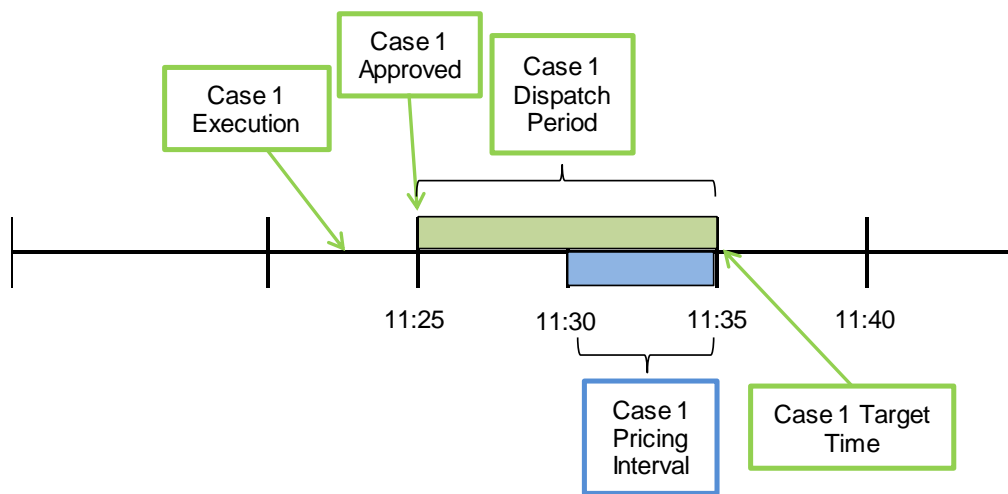 Case 1
Approved
Case 1
Execution
Case 1
Dispatch
Period
11:25
11:30
11:35
11:40
Case 1
Pricing
Interval
Case 1 Target
Time